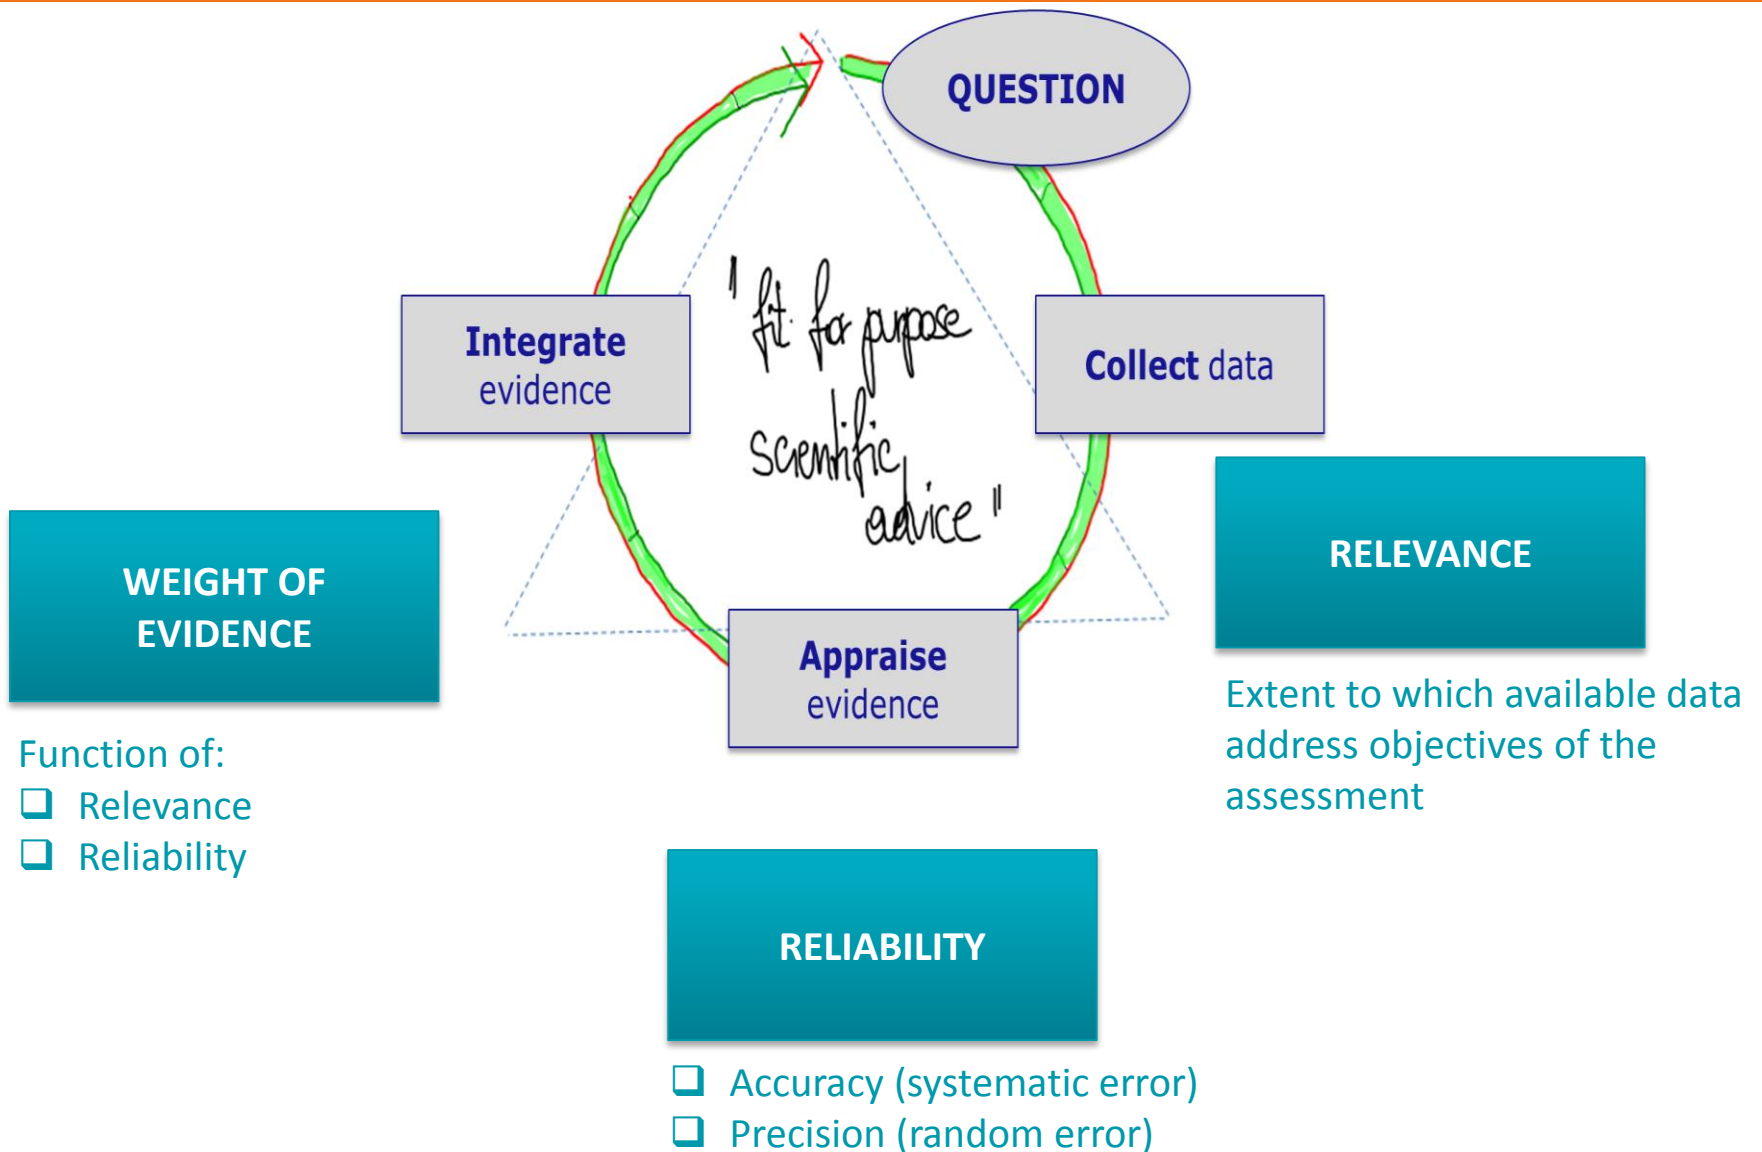 QUESTION
Integrate
evidence
"fit for purpose
scientific
advice"
Collect data
WEIGHT OF
EVIDENCE
RELEVANCE
Appraise
evidence
Function of:
❑ Relevance
❑ Reliability
Extent to which available data
address objectives of the
assessment
RELIABILITY
❑ Accuracy (systematic error)
❑ Precision (random error)